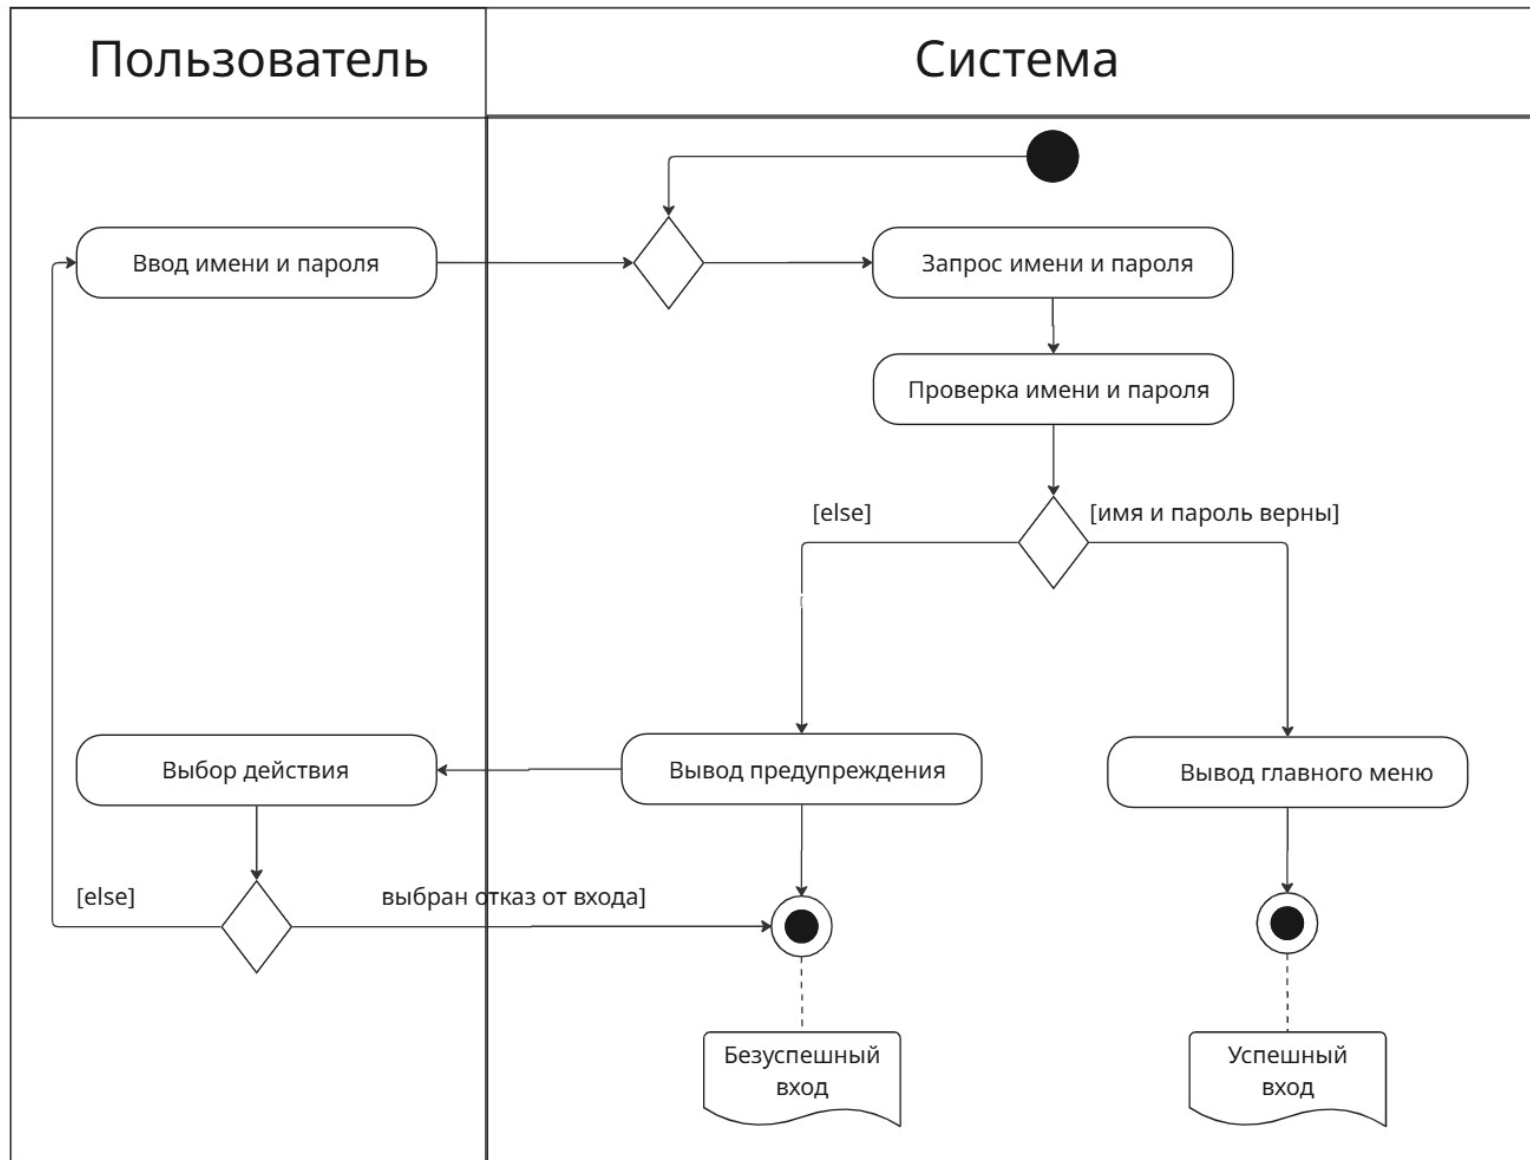 Пользователь
Система
Ввод имени и пароля
Запрос имени и пароля
Проверка имени и пароля
[else]
[имя и пароль верны]
Выбор действия
Вывод предупреждения
Вывод главного меню
[else]
выбран отказ от входа]
Безуспешный
вход
Успешный
вход